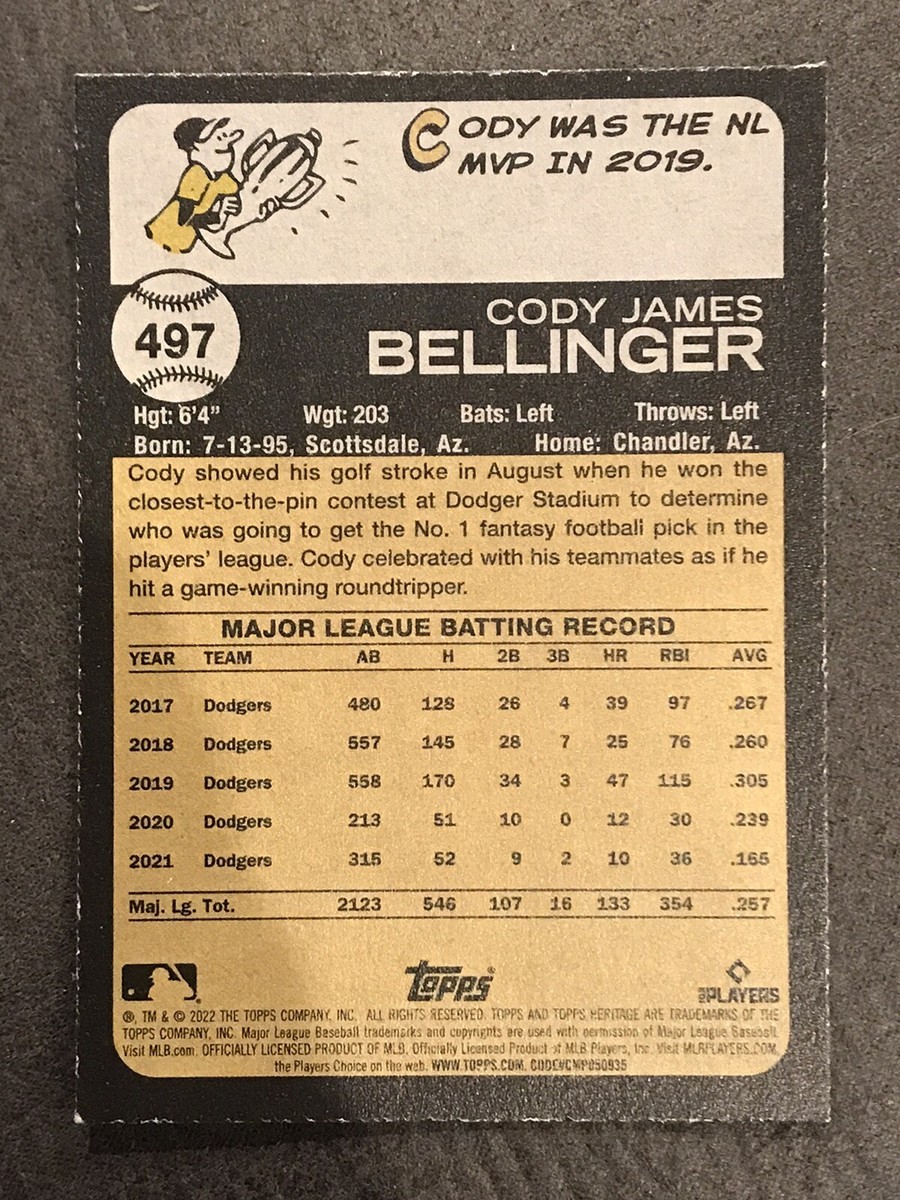 CODY WAS THE NL
MVP IN 2019.
497
CODY JAMES
BELLINGER
Hgt: 6'4" Wgt: 203 Bats: Left Throws: Left
Born: 7-13-95, Scottsdale, Az. Home: Chandler, Az.
Cody showed his golf stroke in August when he won the
closest-to-the-pin contest at Dodger Stadium to determine
who was going to get the No. 1 fantasy football pick in the
players' league. Cody celebrated with his teammates as if he
hit a game-winning roundtripper.
MAJOR LEAGUE BATTING RECORD
YEAR TEAM AB H 2B 3B HR RBI AVG
2017 Dodgers 480 128 26 4 39 97 .267
2018 Dodgers 557 145 28 7 25 76 .260
2019 Dodgers 558 170 34 3 47 115 .305
2020 Dodgers 213 51 10 0 12 30 .239
2021 Dodgers 315 52 9 2 10 36 .165
Maj. Lg. Tot. 2123 546 107 16 133 354 .257
Topps® PLAYERS
®, TM & © 2022 THE TOPPS COMPANY, INC. ALL RIGHTS RESERVED. TOPPS AND TOPPS HERITAGE ARE TRADEMARKS OF THE
TOPPS COMPANY, INC. Major League Baseball trademarks and copyrights are used with permission of Major League Baseball.
Visit MLB.com. OFFICIALLY LICENSED PRODUCT OF MLB. Officially Licensed Product of MLB Players, Inc. Visit MLBPLAYERS.COM,
the Players Choice on the web. WWW.TOPPS.COM. CODE#CMP050935